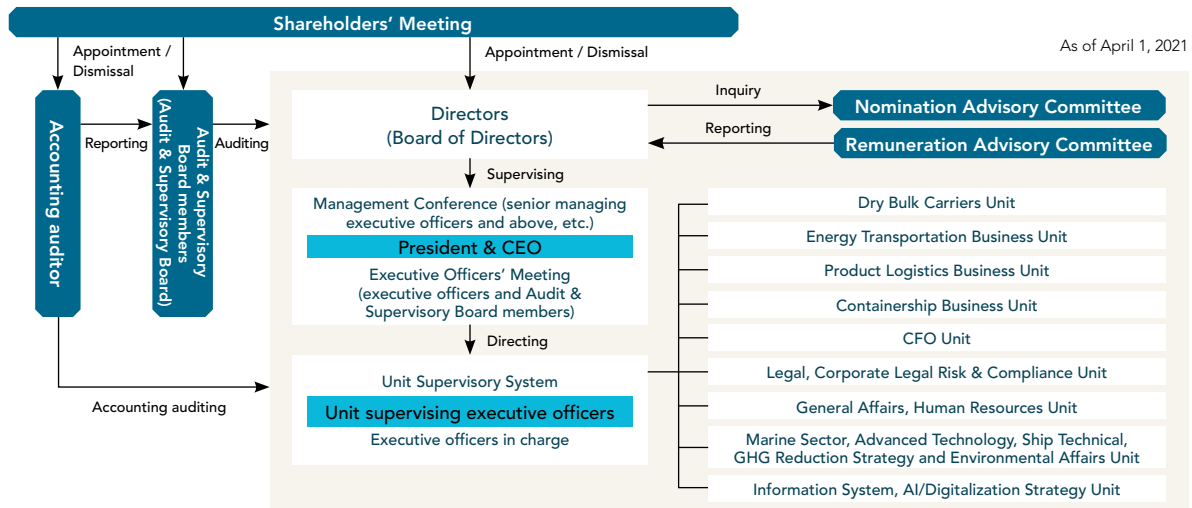 Shareholders’ Meeting
As of April 1, 2021
Appointment /
Dismissal
Appointment / Dismissal
Accounting auditor
Reporting
Audit & Supervisory
Board members
(Audit & Supervisory Board)
Auditing
Directors
(Board of Directors)
Inquiry
Reporting
Nomination Advisory Committee
Remuneration Advisory Committee
Supervising
Management Conference (senior managing
executive officers and above, etc.)
President & CEO
Executive Officers’ Meeting
(executive officers and Audit &
Supervisory Board members)
Directing
Accounting auditing
Unit Supervisory System
Unit supervising executive officers
Executive officers in charge
Dry Bulk Carriers Unit
Energy Transportation Business Unit
Product Logistics Business Unit
Containership Business Unit
CFO Unit
Legal, Corporate Legal Risk & Compliance Unit
General Affairs, Human Resources Unit
Marine Sector, Advanced Technology, Ship Technical,
GHG Reduction Strategy and Environmental Affairs Unit
Information System, AI/Digitalization Strategy Unit